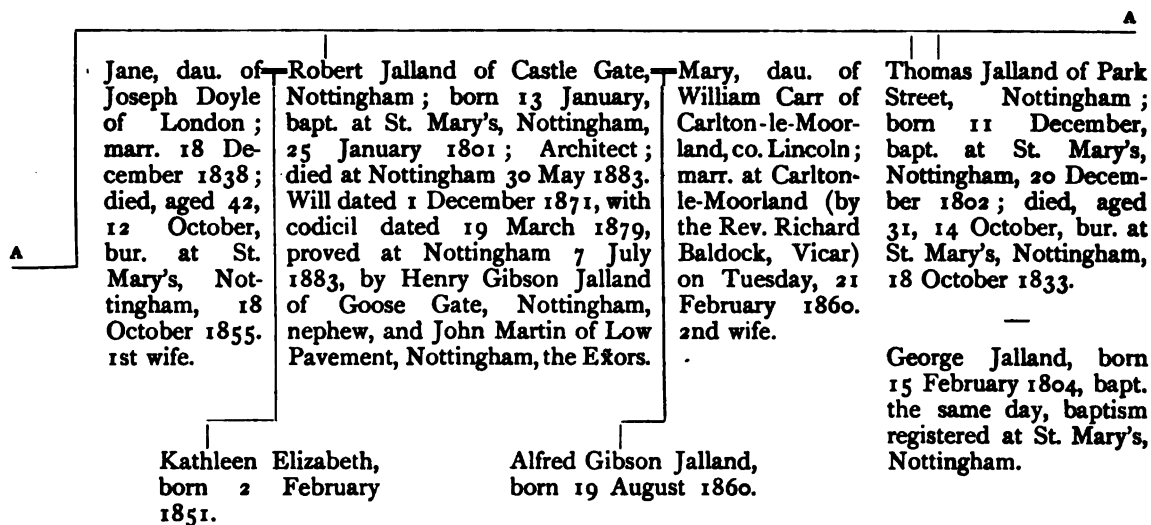 A
Jane, dau. of
Joseph Doyle
of London ;
marr. 18 De-
cember 1838 ;
died, aged 42,
12 October,
bur. at St.
Mary's, Not-
tingham, 18
October 1855.
1st wife.
Robert Jalland of Castle Gate,
Nottingham ; born 13 January,
bapt. at St. Mary's, Nottingham,
25 January 1801 ; Architect ;
died at Nottingham 30 May 1883.
Will dated 1 December 1871, with
codicil dated 19 March 1879,
proved at Nottingham 7 July
1883, by Henry Gibson Jalland
of Goose Gate, Nottingham,
nephew, and John Martin of Low
Pavement, Nottingham, the Exors.
Mary, dau. of
William Carr of
Carlton-le-Moor-
land, co. Lincoln ;
marr. at Carlton-
le-Moorland (by
the Rev. Richard
Baldock, Vicar)
on Tuesday, 21
February 1860.
2nd wife.
Thomas Jalland of Park
Street, Nottingham ;
born 11 December,
bapt. at St. Mary's,
Nottingham, 20 Decem-
ber 1802 ; died, aged
31, 14 October, bur. at
St. Mary's, Nottingham,
18 October 1833.
George Jalland, born
15 February 1804, bapt.
the same day, baptism
registered at St. Mary's,
Nottingham.
A
Kathleen Elizabeth,
born 2 February
1851.
Alfred Gibson Jalland,
born 19 August 1860.